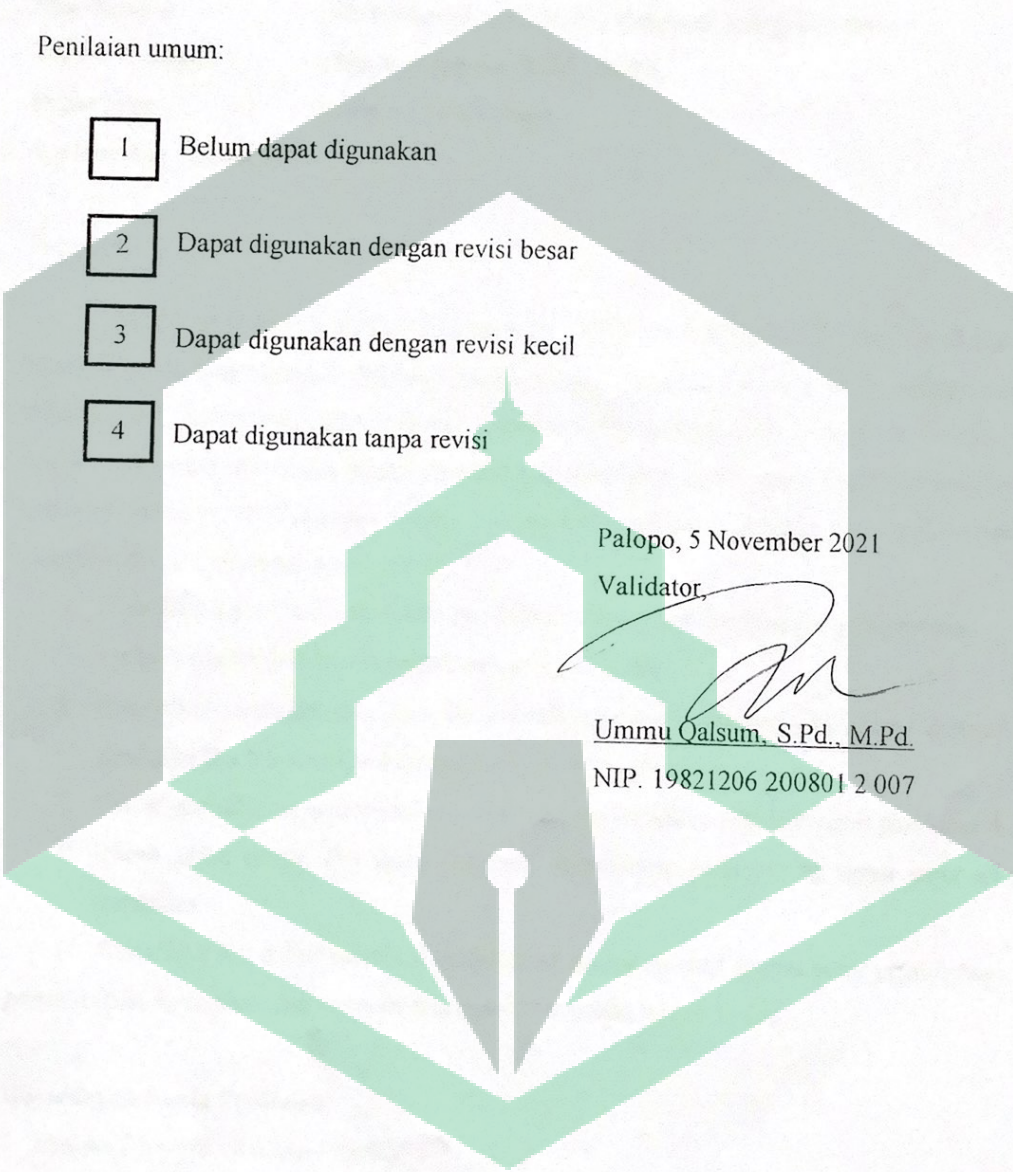 Penilaian umum:
1 Belum dapat digunakan
2 Dapat digunakan dengan revisi besar
3 Dapat digunakan dengan revisi kecil
4 Dapat digunakan tanpa revisi
Palopo, 5 November 2021
Validator,
Ummu Qalsum, S.Pd., M.Pd.
NIP. 19821206 200801 2 007